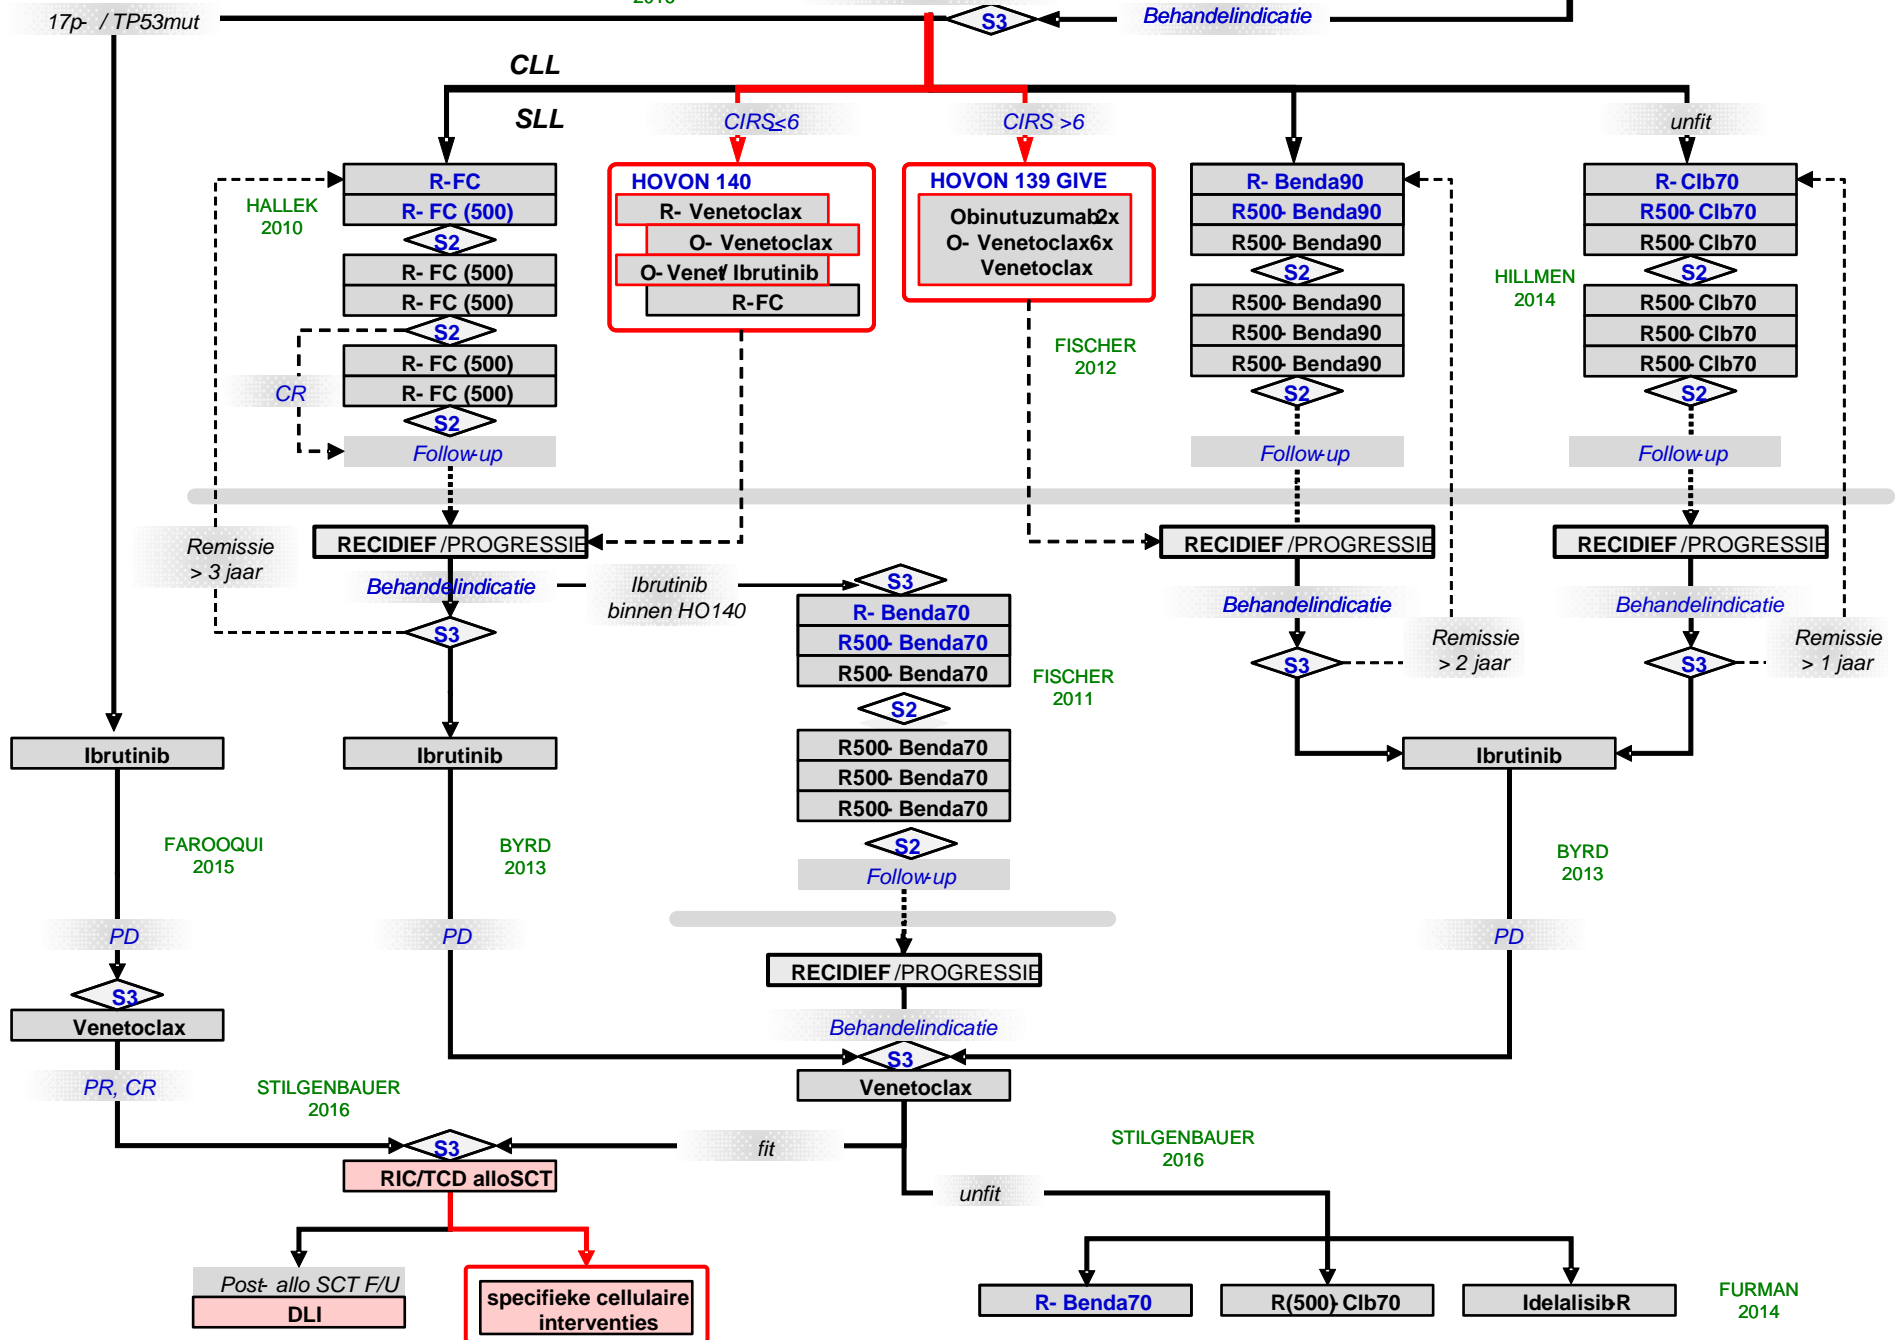 17p- / TP53mut
S3
Behandelindicatie
CLL
SLL
CIRS≤6
CIRS >6
unfit
R-FC
R- FC (500)
S2
R- FC (500)
R- FC (500)
S2
R- FC (500)
R- FC (500)
S2
Follow-up
HALLEK
2010
CR
HOVON 140
R- Venetoclax
O- Venetoclax
O- Venet/ Ibrutinib
R-FC
HOVON 139 GIVE
Obinutuzumab2x
O- Venetoclax6x
Venetoclax
FISCHER
2012
R- Benda90
R500- Benda90
R500- Benda90
S2
R500- Benda90
R500- Benda90
R500- Benda90
S2
Follow-up
HILLMEN
2014
R- Clb70
R500- Clb70
R500- Clb70
S2
R500- Clb70
R500- Clb70
R500- Clb70
S2
Follow-up
Remissie
> 3 jaar
RECIDIEF /PROGRESSIE
Behandelindicatie
S3
Ibrutinib
binnen HO140
S3
R- Benda70
R500- Benda70
R500- Benda70
S2
R500- Benda70
R500- Benda70
R500- Benda70
S2
Follow-up
FISCHER
2011
RECIDIEF /PROGRESSIE
Behandelindicatie
S3
Remissie
> 2 jaar
RECIDIEF /PROGRESSIE
Behandelindicatie
S3
Remissie
> 1 jaar
Ibrutinib
Ibrutinib
Ibrutinib
FAROOQUI
2015
BYRD
2013
BYRD
2013
PD
PD
PD
S3
Venetoclax
RECIDIEF /PROGRESSIE
Behandelindicatie
S3
Venetoclax
PR, CR
STILGENBAUER
2016
S3
fit
STILGENBAUER
2016
RIC/TCD alloSCT
unfit
Post- allo SCT F/U
DLI
specifieke cellulaire
interventies
R- Benda70
R(500)- Clb70
Idelalisib-R
FURMAN
2014